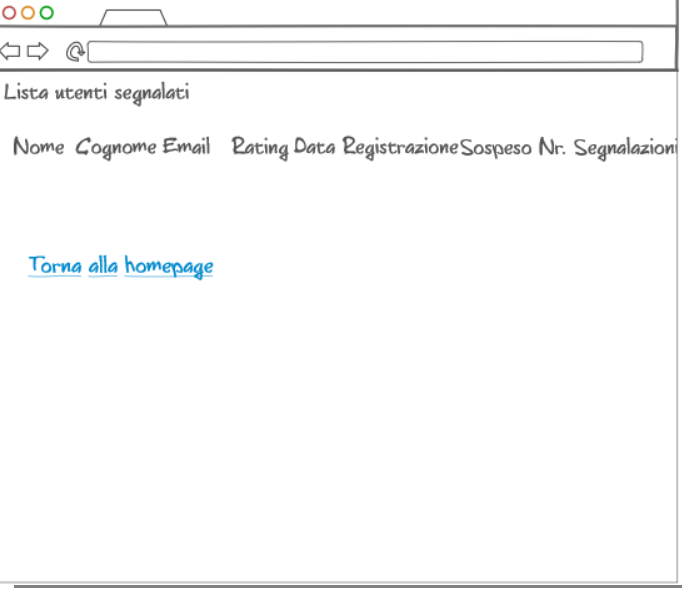 Lista utenti segnalati
Nome Cognome Email Rating Data Registrazione Sospeso Nr. Segnalazioni
Torna alla homepage